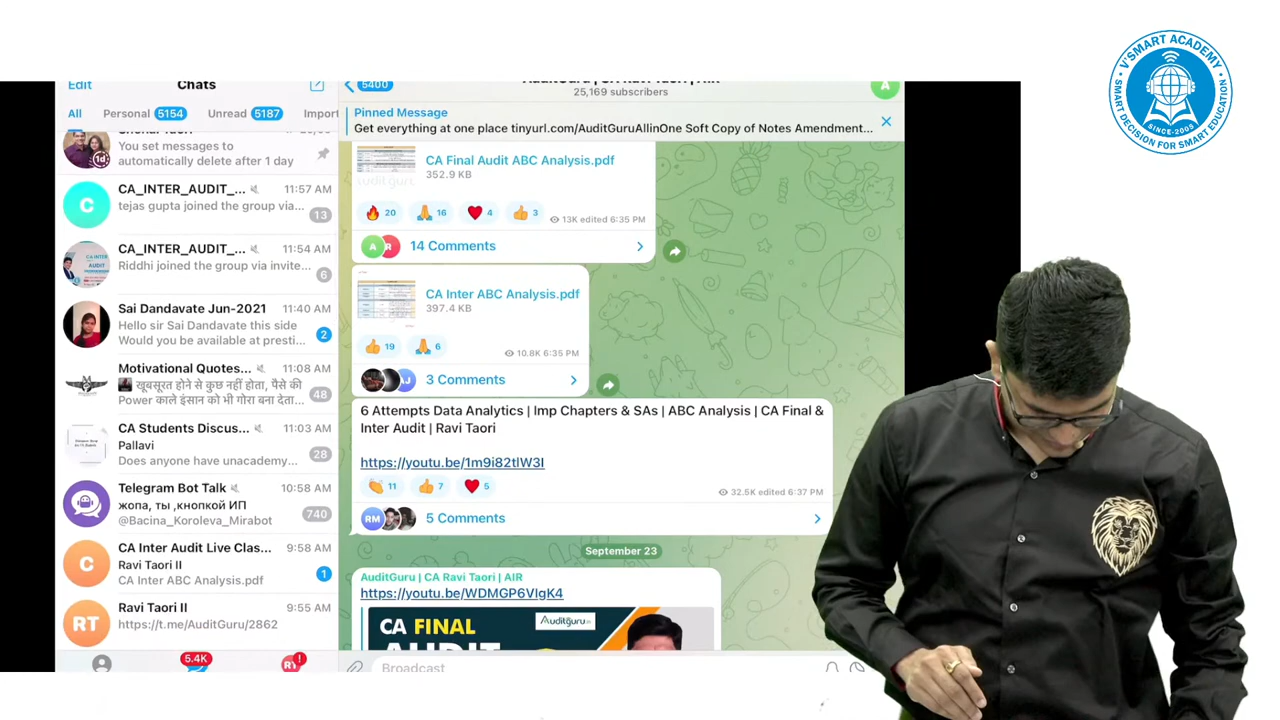 Edit
Chats
All
Personal 5154
Unread 5187
Import
You set messages to
automatically delete after 1 day
CA_INTER_AUDIT_...
11:57 AM
tejas gupta joined the group via...
13
CA_INTER_AUDIT_...
11:54 AM
Riddhi joined the group via invite...
6
Sai Dandavate Jun-2021
11:40 AM
Hello sir Sai Dandavate this side
Would you be available at presti...
2
Motivational Quotes...
11:08 AM
खूबसूरत होने से कुछ नहीं होता, पैसे की
Power काले इंसान को भी गोरा बना देता...
48
CA Students Discus...
11:03 AM
Pallavi
Does anyone have unacademy...
28
Telegram Bot Talk
10:58 AM
жопа, ты ,кнопкой ИП
@Bacina_Koroleva_Mirabot
740
CA Inter Audit Live Clas...
9:58 AM
Ravi Taori II
CA Inter ABC Analysis.pdf
1
Ravi Taori II
9:55 AM
https://t.me/AuditGuru/2862
5.4K
5400
25,169 subscribers
A
Pinned Message
Get everything at one place tinyurl.com/AuditGuruAllinOne Soft Copy of Notes Amendment...
CA Final Audit ABC Analysis.pdf
352.9 KB
20
16
4
3
13K edited 6:35 PM
14 Comments
CA Inter ABC Analysis.pdf
397.4 KB
19
6
10.8K 6:35 PM
3 Comments
6 Attempts Data Analytics | Imp Chapters & SAs | ABC Analysis | CA Final &
Inter Audit | Ravi Taori
https://youtu.be/1m9i82tlW3I
11
7
5
32.5K edited 6:37 PM
5 Comments
September 23
AuditGuru | CA Ravi Taori | AIR
https://youtu.be/WDMGP6VIgK4
CA FINAL
Auditguru
Broadcast
V'SMART ACADEMY
SINCE-2005
SMART DECISION FOR SMART EDUCATION